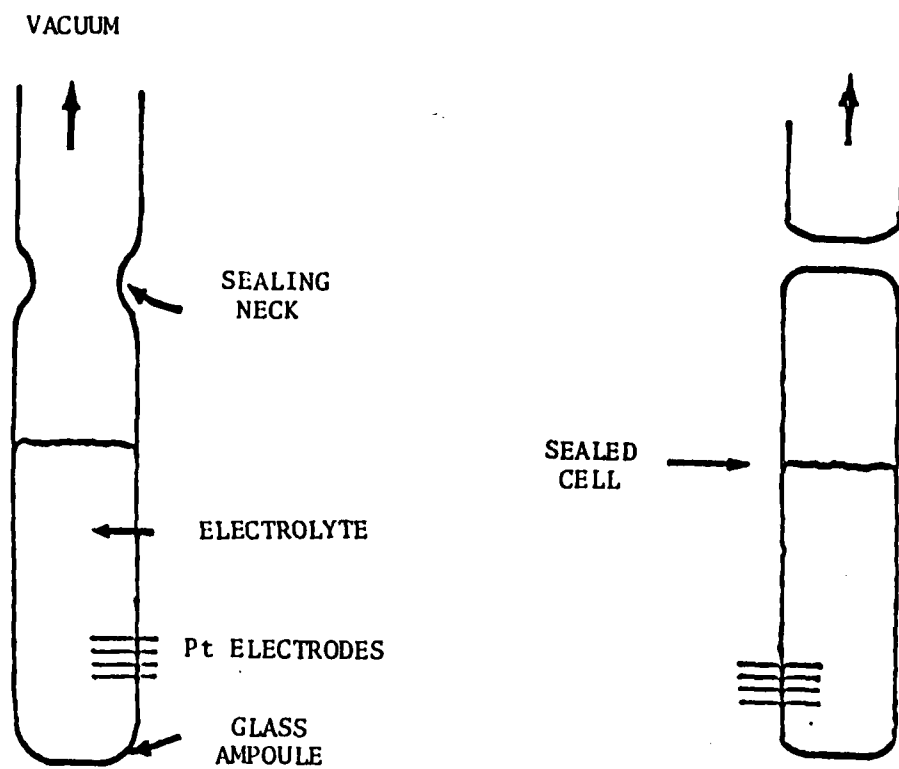 VACUUM
SEALING
NECK
SEALED
CELL
ELECTROLYTE
Pt ELECTRODES
GLASS
AMPOULE